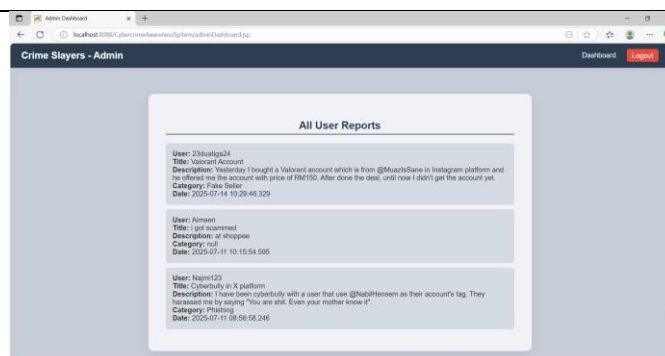 Admin Dashboard
localhost:8080/CybercrimeAwarenessSystem/adminDashboard.jsp
Crime Slayers - Admin
Dashboard
Logout
All User Reports
User: 23duatiga24
Title: Valorant Account
Description: Yesterday I bought a Valorant account which is from @MuazIsSane in Instagram platform and
he offered me the account with price of RM150. After done the deal, until now I didn't get the account yet.
Category: Fake Seller
Date: 2025-07-14 10:29:46.329
User: Aimeen
Title: i got scammed
Description: at shoppee
Category: null
Date: 2025-07-11 10:15:54.595
User: Najmi123
Title: Cyberbully in X platform
Description: I have been cyberbully with a user that use @NabilHensem as their account's tag. They
harassed me by saying "You are shit. Even your mother know it".
Category: Phishing
Date: 2025-07-11 08:56:58.246